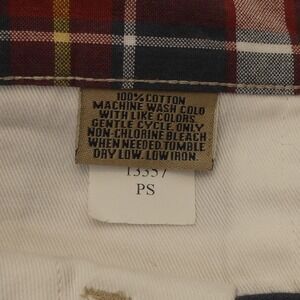 100% COTTON
MACHINE WASH COLD
WITH LIKE COLORS.
GENTLE CYCLE. ONLY
NON-CHLORINE BLEACH
WHEN NEEDED. TUMBLE
DRY LOW. LOW IRON.
13357
PS